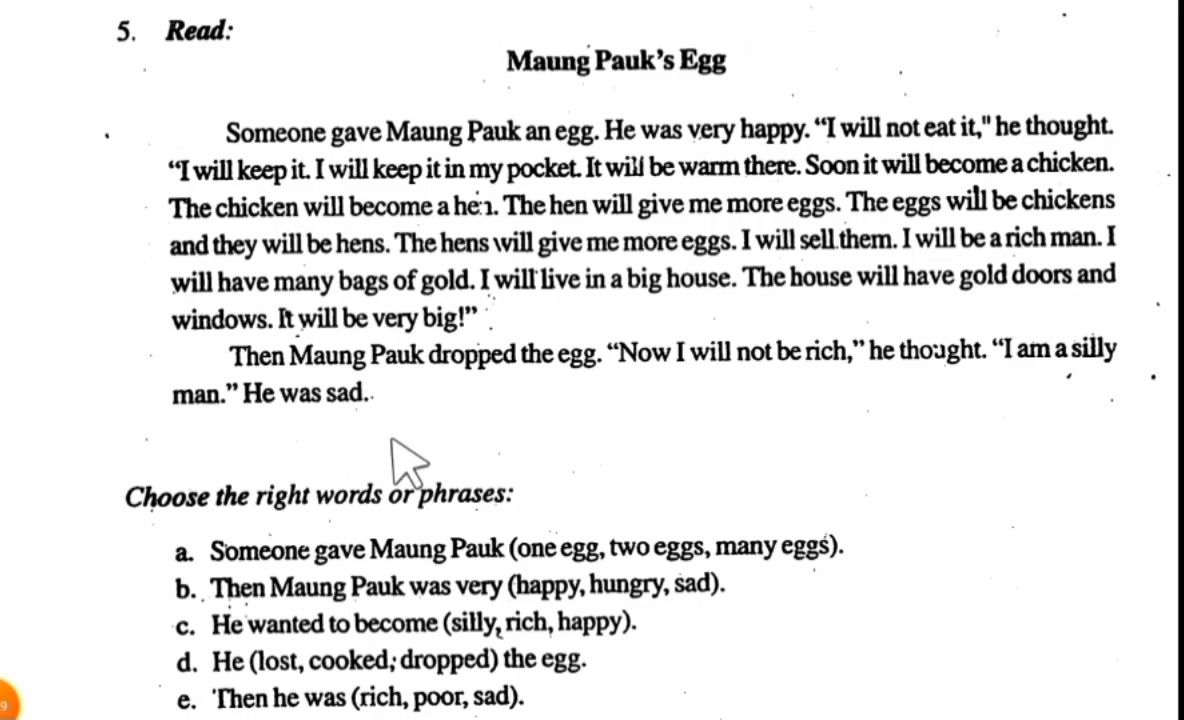 5. Read:
Maung Pauk's Egg
Someone gave Maung Pauk an egg. He was very happy. “I will not eat it," he thought.
“I will keep it. I will keep it in my pocket. It will be warm there. Soon it will become a chicken.
The chicken will become a hen. The hen will give me more eggs. The eggs will be chickens
and they will be hens. The hens will give me more eggs. I will sell them. I will be a rich man. I
will have many bags of gold. I will live in a big house. The house will have gold doors and
windows. It will be very big!”
Then Maung Pauk dropped the egg. “Now I will not be rich,” he thought. “I am a silly
man.” He was sad.
Choose the right words or phrases:
a. Someone gave Maung Pauk (one egg, two eggs, many eggs).
b. Then Maung Pauk was very (happy, hungry, sad).
c. He wanted to become (silly, rich, happy).
d. He (lost, cooked, dropped) the egg.
e. Then he was (rich, poor, sad).
9